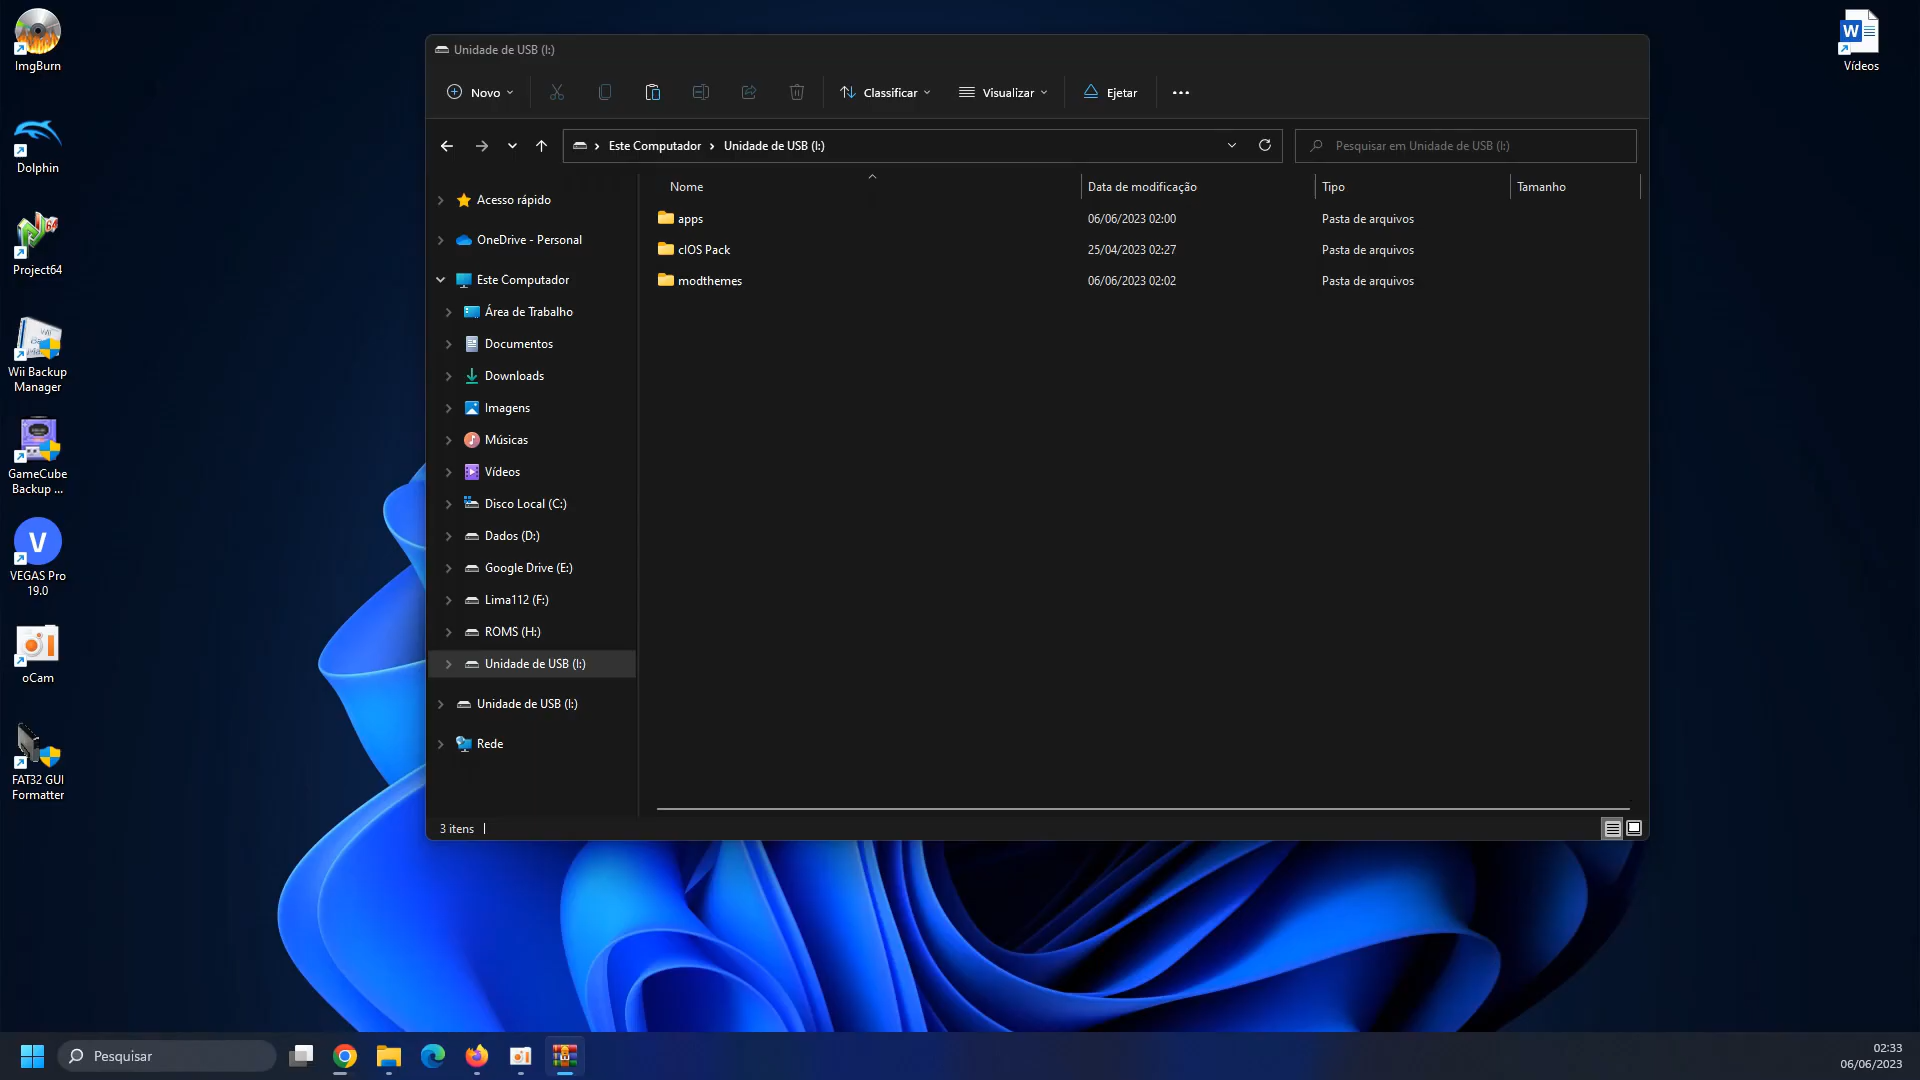 ImgBurn
Dolphin
Project64
Wii Backup
Manager
GameCube
Backup ...
VEGAS Pro
19.0
oCam
FAT32 GUI
Formatter
Vídeos
Unidade de USB (I:)
Novo
Classificar
Visualizar
Ejetar
Este Computador
Unidade de USB (I:)
Pesquisar em Unidade de USB (I:)
Acesso rápido
OneDrive - Personal
Este Computador
Área de Trabalho
Documentos
Downloads
Imagens
Músicas
Vídeos
Disco Local (C:)
Dados (D:)
Google Drive (E:)
Lima112 (F:)
ROMS (H:)
Unidade de USB (I:)
Unidade de USB (I:)
Rede
Nome Data de modificação Tipo Tamanho
apps 06/06/2023 02:00 Pasta de arquivos
cIOS Pack 25/04/2023 02:27 Pasta de arquivos
modthemes 06/06/2023 02:02 Pasta de arquivos
3 itens
Pesquisar
02:33
06/06/2023